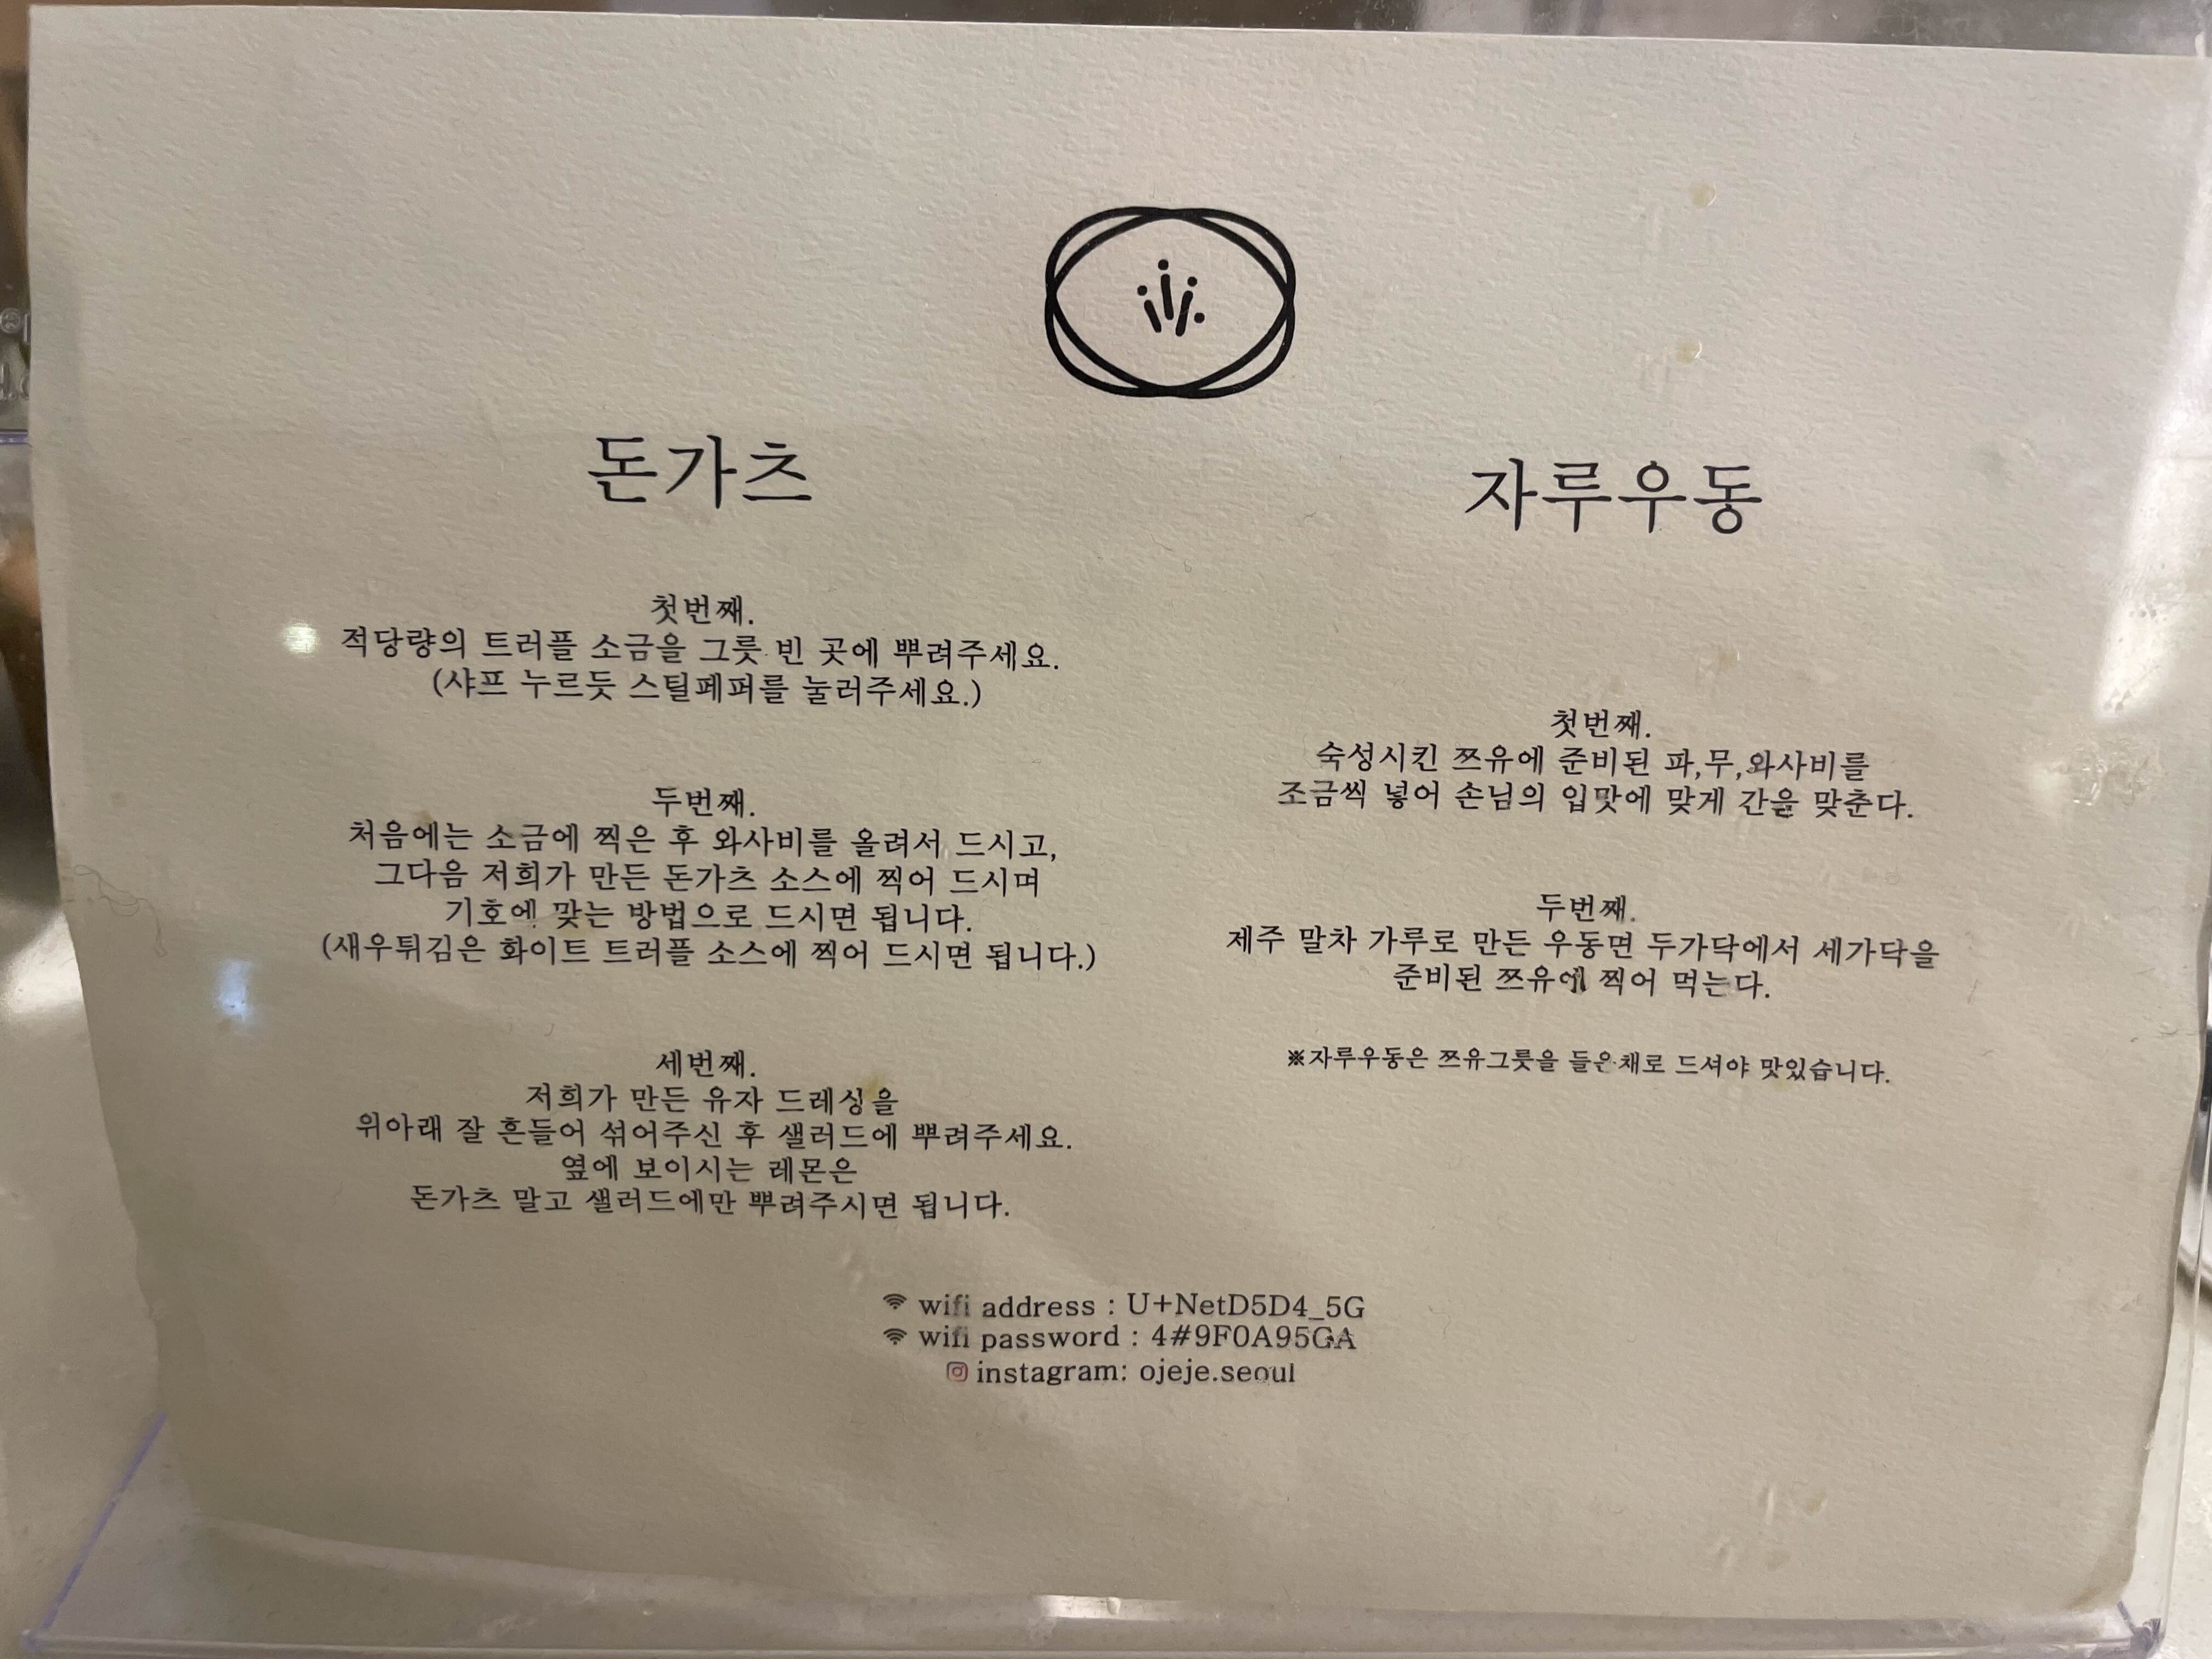 돈가츠
첫번째.
적당량의 트러플 소금을 그릇 빈 곳에 뿌려주세요.
(샤프 누르듯 스틸페퍼를 눌러주세요.)
두번째.
처음에는 소금에 찍은 후 와사비를 올려서 드시고,
그다음 저희가 만든 돈가츠 소스에 찍어 드시며
기호에 맞는 방법으로 드시면 됩니다.
(새우튀김은 화이트 트러플 소스에 찍어 드시면 됩니다.)
세번째.
저희가 만든 유자 드레싱을
위아래 잘 흔들어 섞어주신 후 샐러드에 뿌려주세요.
옆에 보이시는 레몬은
돈가츠 말고 샐러드에만 뿌려주시면 됩니다.
자루우동
첫번째.
숙성시킨 쯔유에 준비된 파,무,와사비를
조금씩 넣어 손님의 입맛에 맞게 간을 맞춘다.
두번째.
제주 말차 가루로 만든 우동면 두가닥에서 세가닥을
준비된 쯔유에 찍어 먹는다.
※자루우동은 쯔유그릇을 들은채로 드셔야 맛있습니다.
wifi address : U+NetD5D4_5G
wifi password : 4#9F0A95GA
instagram: ojeje.seoul